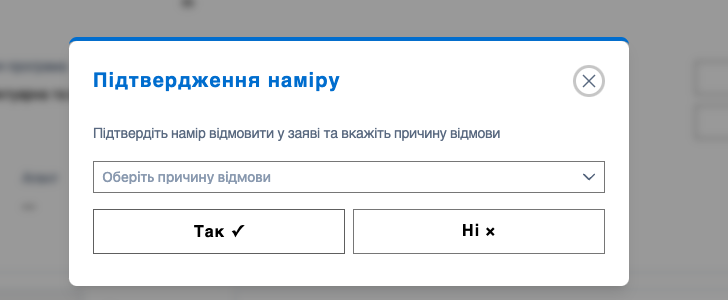 Підтвердження наміру
Підтвердіть намір відмовити у заяві та вкажіть причину відмови
Оберіть причину відмови
Так ✓
Ні ×